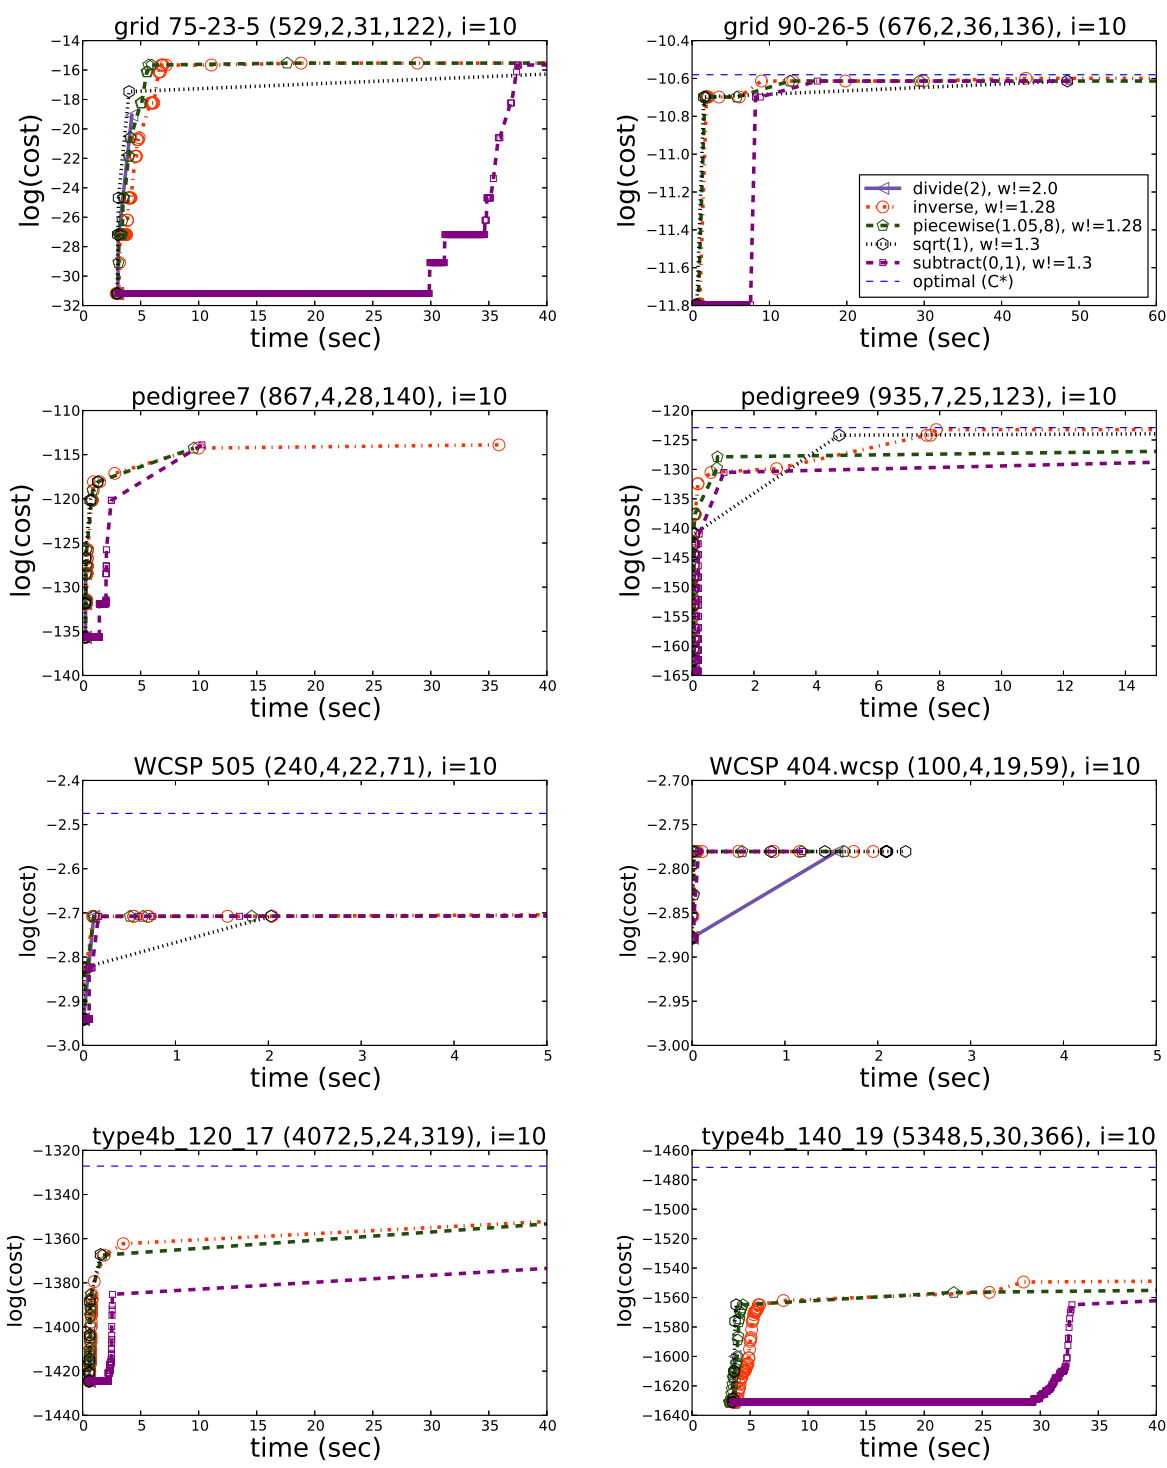 grid 75-23-5 (529,2,31,122), i=10
−14
−16
−18
−20
−22
−24
−26
−28
−30
−32
log(cost)
0 5 10 15 20 25 30 35 40
time (sec)
grid 90-26-5 (676,2,36,136), i=10
−10.4
−10.6
−10.8
−11.0
−11.2
−11.4
−11.6
−11.8
log(cost)
divide(2), w!=2.0
inverse, w!=1.28
piecewise(1.05,8), w!=1.28
sqrt(1), w!=1.3
subtract(0,1), w!=1.3
optimal (C*)
0 10 20 30 40 50 60
time (sec)
pedigree7 (867,4,28,140), i=10
−110
−115
−120
−125
−130
−135
−140
log(cost)
0 5 10 15 20 25 30 35 40
time (sec)
pedigree9 (935,7,25,123), i=10
−120
−125
−130
−135
−140
−145
−150
−155
−160
−165
log(cost)
0 2 4 6 8 10 12 14
time (sec)
WCSP 505 (240,4,22,71), i=10
−2.4
−2.5
−2.6
−2.7
−2.8
−2.9
−3.0
log(cost)
0 1 2 3 4 5
time (sec)
WCSP 404.wcsp (100,4,19,59), i=10
−2.70
−2.75
−2.80
−2.85
−2.90
−2.95
−3.00
log(cost)
0 1 2 3 4 5
time (sec)
type4b_120_17 (4072,5,24,319), i=10
−1320
−1340
−1360
−1380
−1400
−1420
−1440
log(cost)
0 5 10 15 20 25 30 35 40
time (sec)
type4b_140_19 (5348,5,30,366), i=10
−1460
−1480
−1500
−1520
−1540
−1560
−1580
−1600
−1620
−1640
log(cost)
0 5 10 15 20 25 30 35 40
time (sec)